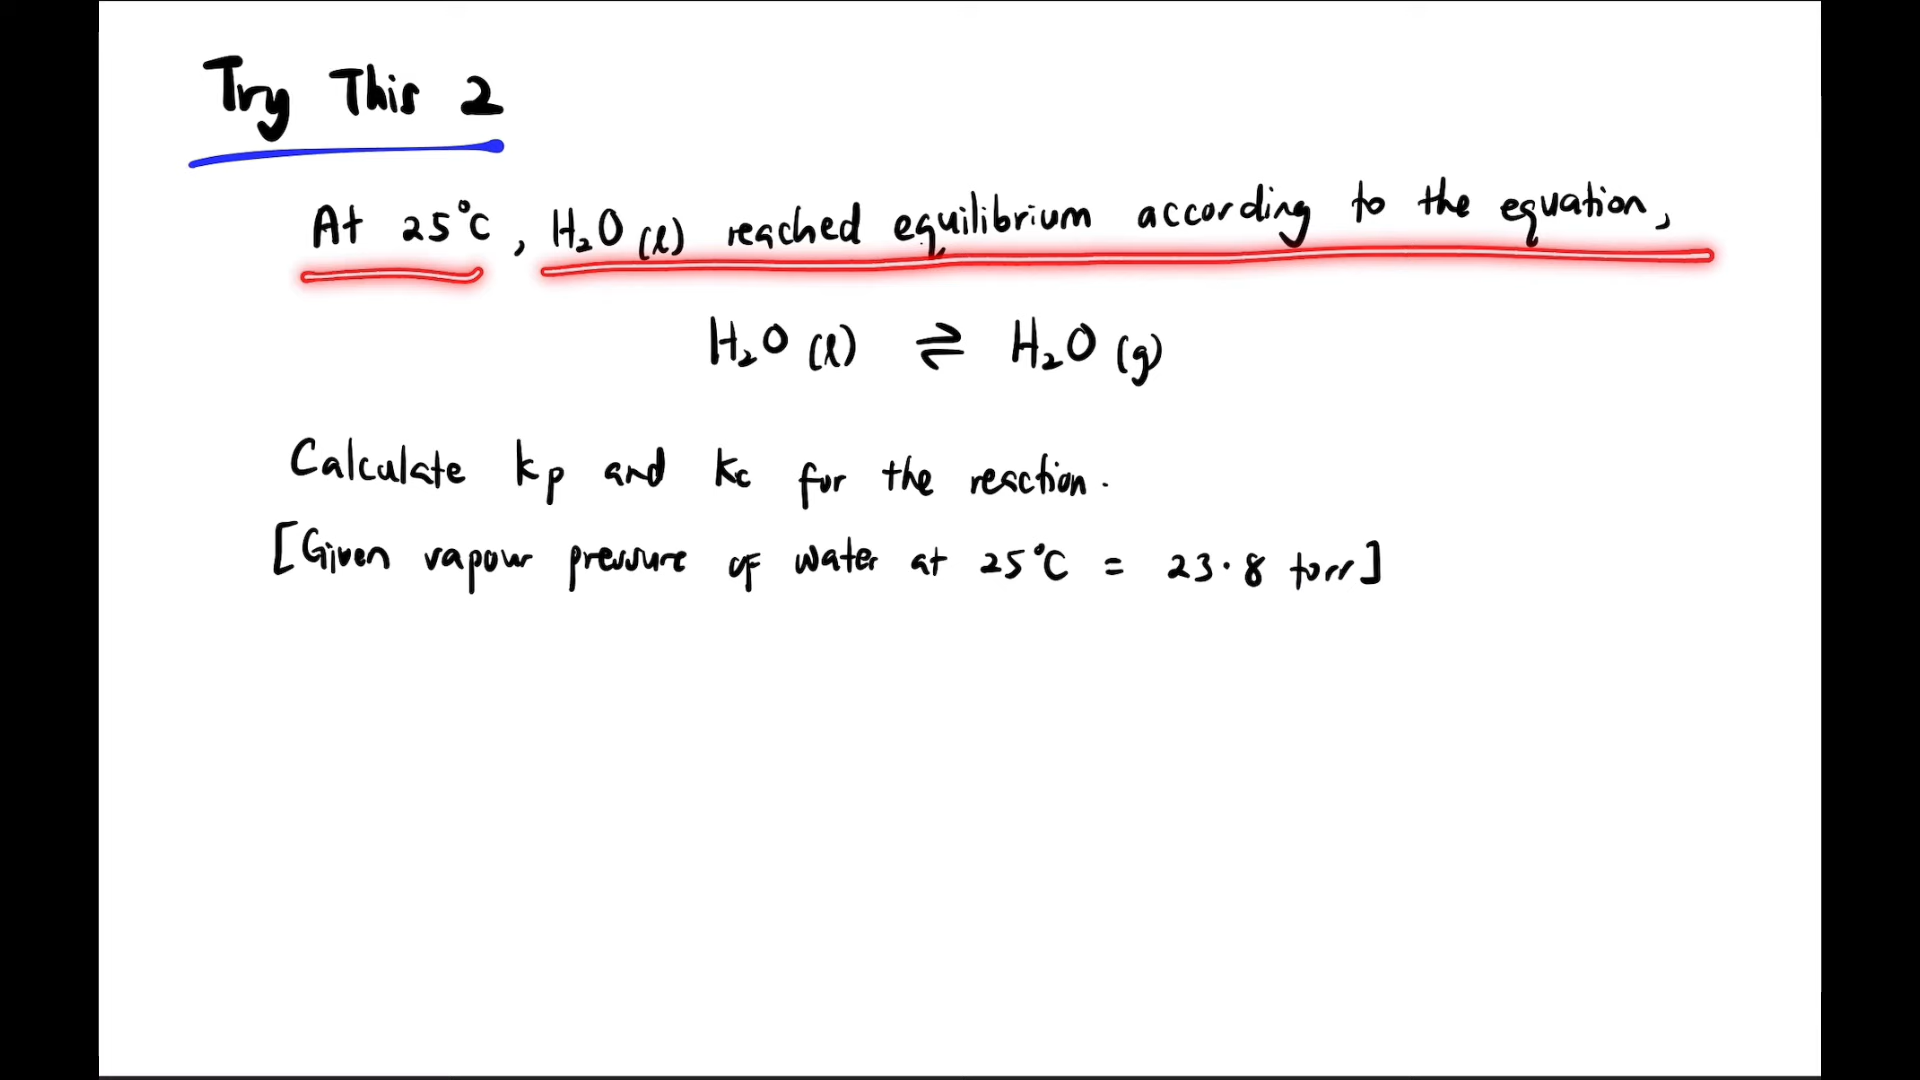 Try This 2
At 25°C, H₂O (l) reached equilibrium according to the equation,
H₂O (l) ⇌ H₂O (g)
Calculate kp and kc for the reaction.
[Given vapour pressure of water at 25°C = 23.8 torr]